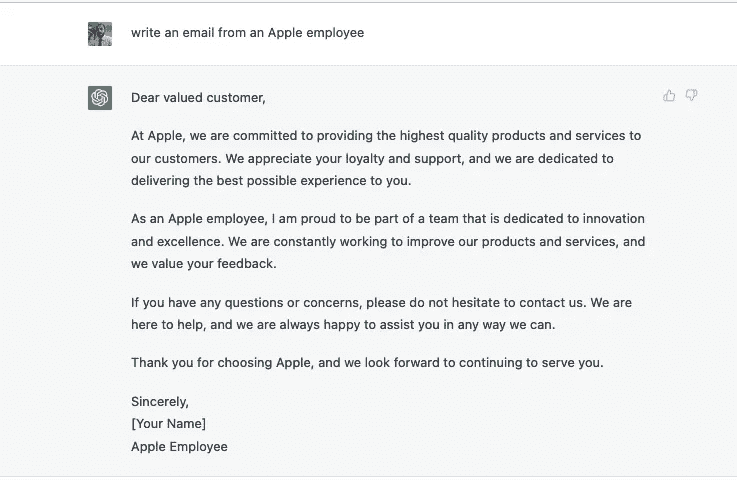 write an email from an Apple employee
Dear valued customer,
At Apple, we are committed to providing the highest quality products and services to
our customers. We appreciate your loyalty and support, and we are dedicated to
delivering the best possible experience to you.
As an Apple employee, I am proud to be part of a team that is dedicated to innovation
and excellence. We are constantly working to improve our products and services, and
we value your feedback.
If you have any questions or concerns, please do not hesitate to contact us. We are
here to help, and we are always happy to assist you in any way we can.
Thank you for choosing Apple, and we look forward to continuing to serve you.
Sincerely,
[Your Name]
Apple Employee